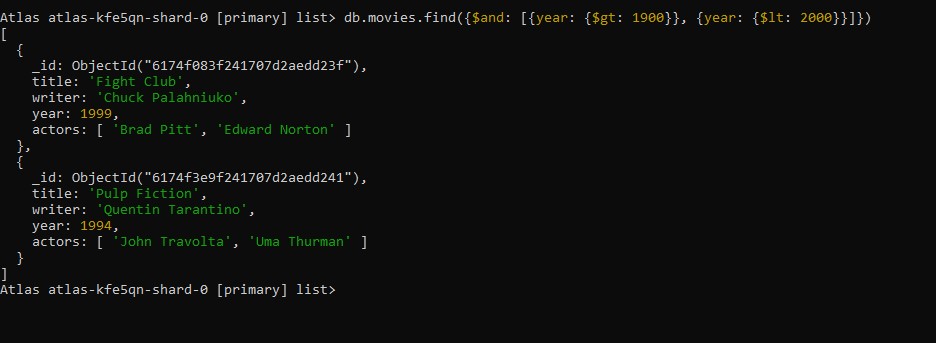 Atlas atlas-kfe5qn-shard-0 [primary] list> db.movies.find({$and: [{year: {$gt: 1900}}, {year: {$lt: 2000}}]})
[
  {
    _id: ObjectId("6174f083f241707d2aedd23f"),
    title: 'Fight Club',
    writer: 'Chuck Palahniuko',
    year: 1999,
    actors: [ 'Brad Pitt', 'Edward Norton' ]
  },
  {
    _id: ObjectId("6174f3e9f241707d2aedd241"),
    title: 'Pulp Fiction',
    writer: 'Quentin Tarantino',
    year: 1994,
    actors: [ 'John Travolta', 'Uma Thurman' ]
  }
]
Atlas atlas-kfe5qn-shard-0 [primary] list>